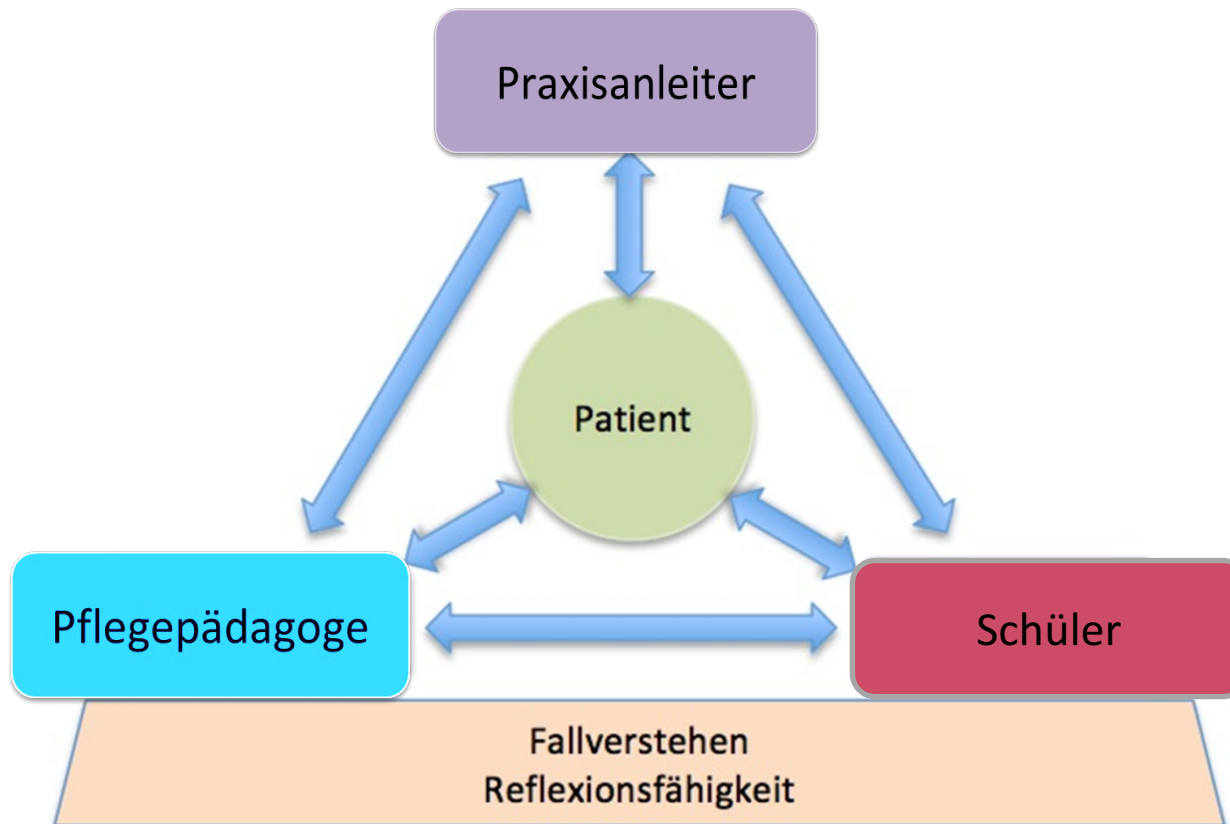 Praxisanleiter
Patient
Pflegepädagoge
Schüler
Fallverstehen
Reflexionsfähigkeit